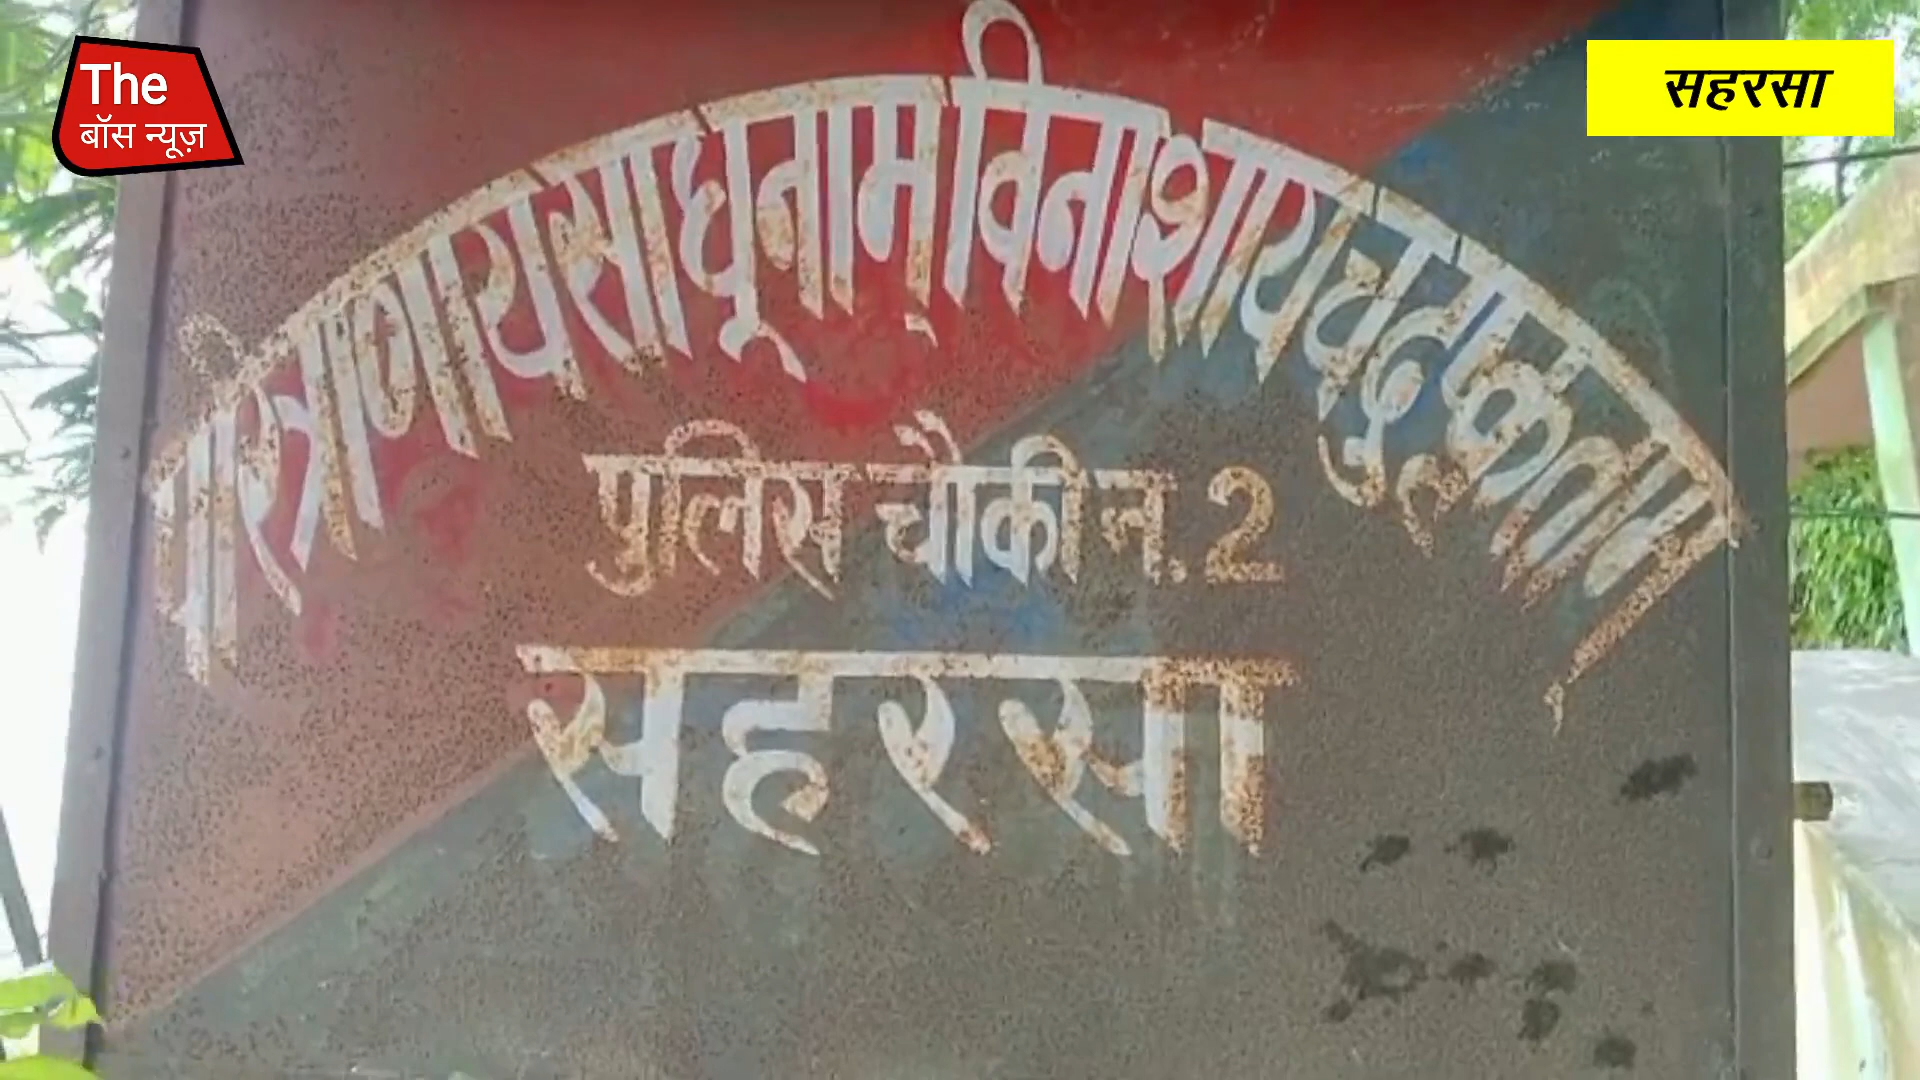 The
बॉस न्यूज़
सहरसा
परित्राणाय साधूनाम् विनाशाय च दुष्कृताम्
पुलिस चौकी न. 2
सहरसा